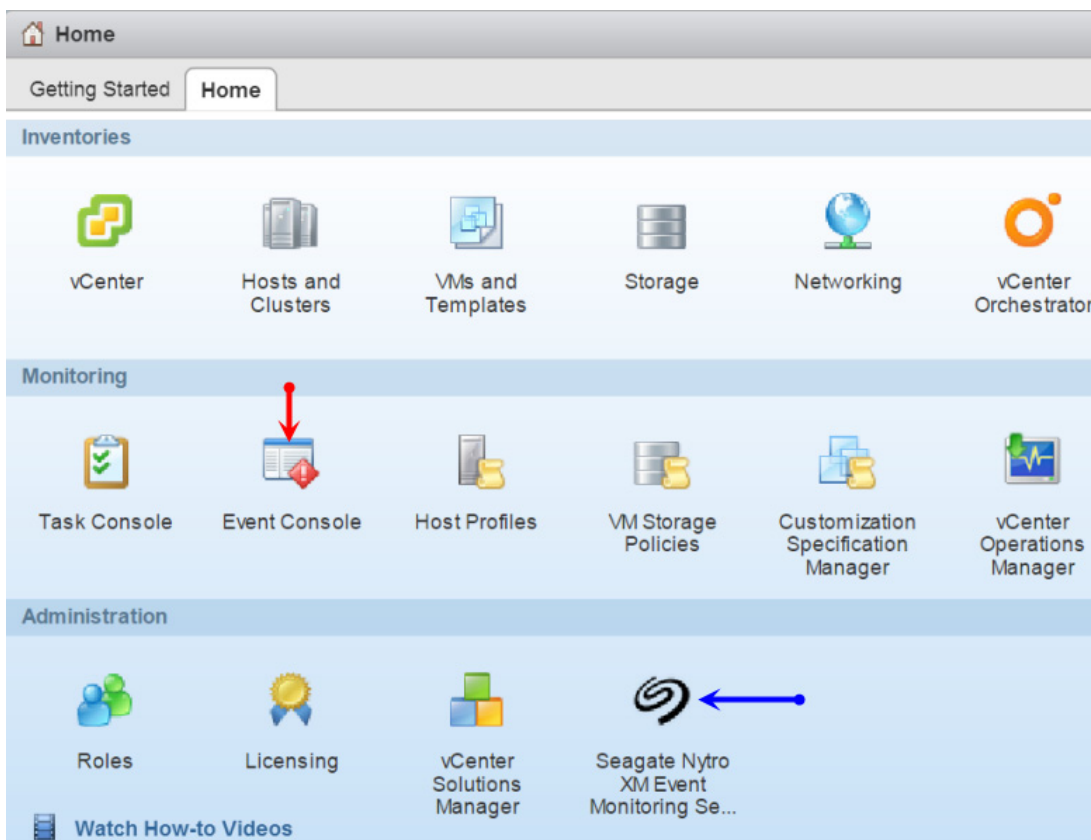 Home
Getting Started Home
Inventories
vCenter
Hosts and
Clusters
VMs and
Templates
Storage
Networking
vCenter
Orchestrator
Monitoring
Task Console
Event Console
Host Profiles
VM Storage
Policies
Customization
Specification
Manager
vCenter
Operations
Manager
Administration
Roles
Licensing
vCenter
Solutions
Manager
Seagate Nytro
XM Event
Monitoring Se...
Watch How-to Videos